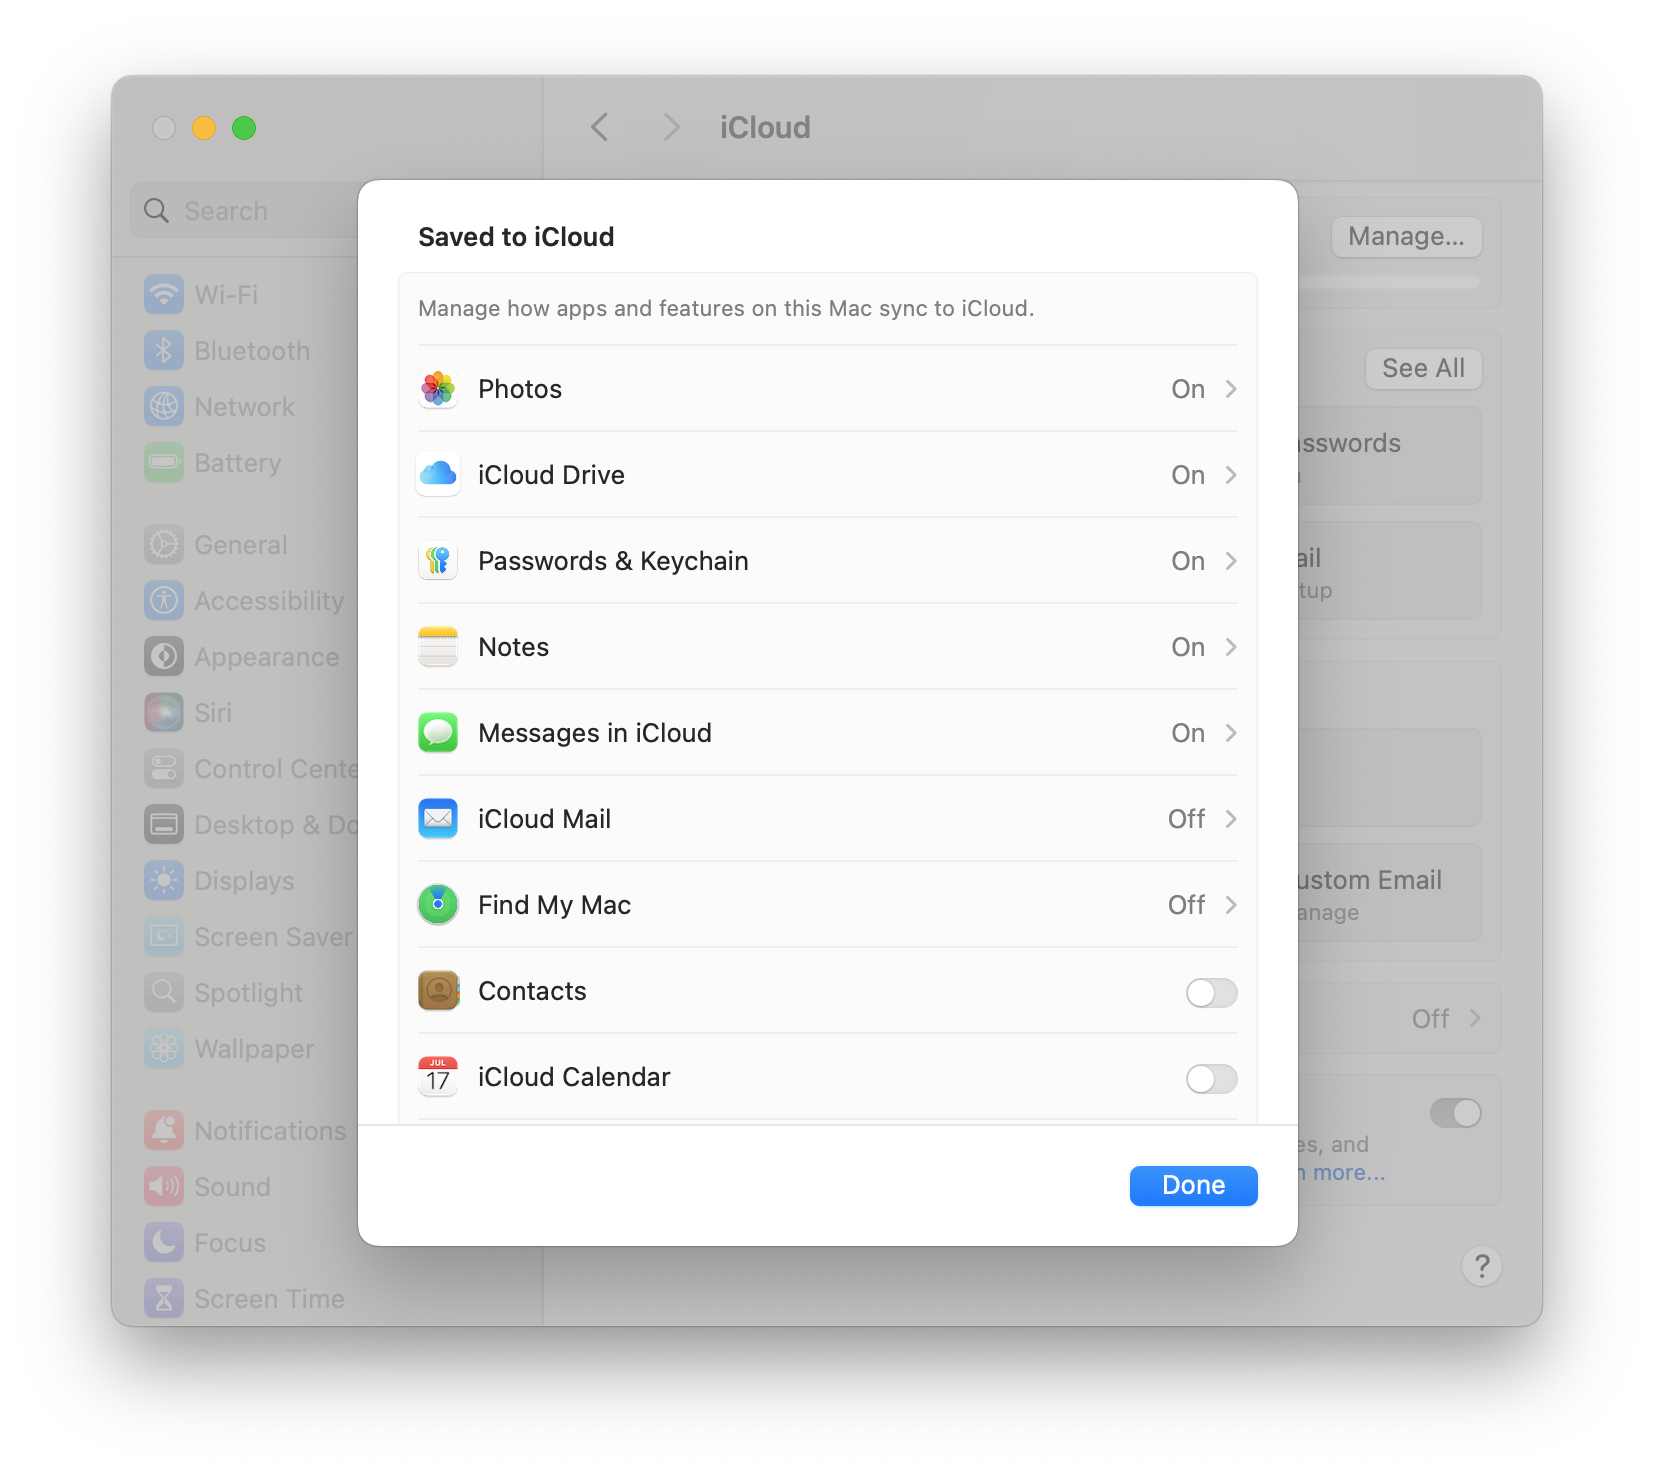 iCloud
Search
Wi-Fi
Bluetooth
Network
Battery
General
Accessibility
Appearance
Siri
Control Cente
Desktop & Do
Displays
Screen Saver
Spotlight
Wallpaper
Notifications
Sound
Focus
Screen Time
Saved to iCloud
Manage how apps and features on this Mac sync to iCloud.
Photos On
iCloud Drive On
Passwords & Keychain On
Notes On
Messages in iCloud On
iCloud Mail Off
Find My Mac Off
Contacts
JUL
17
iCloud Calendar
Done
Manage...
See All
asswords
ail
tup
ustom Email
anage
Off
es, and
n more...
?